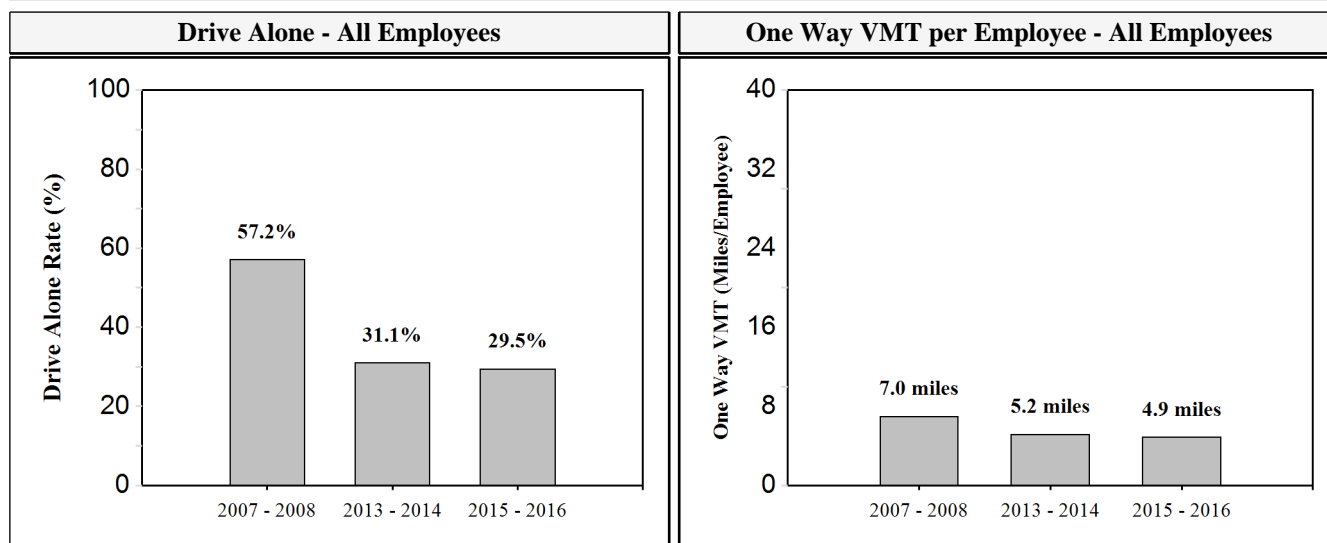 Drive Alone - All Employees
One Way VMT per Employee - All Employees
Drive Alone Rate (%)
100
80
60
40
20
0
57.2%
31.1%
29.5%
2007 - 2008
2013 - 2014
2015 - 2016
One Way VMT (Miles/Employee)
40
32
24
16
8
0
7.0 miles
5.2 miles
4.9 miles
2007 - 2008
2013 - 2014
2015 - 2016